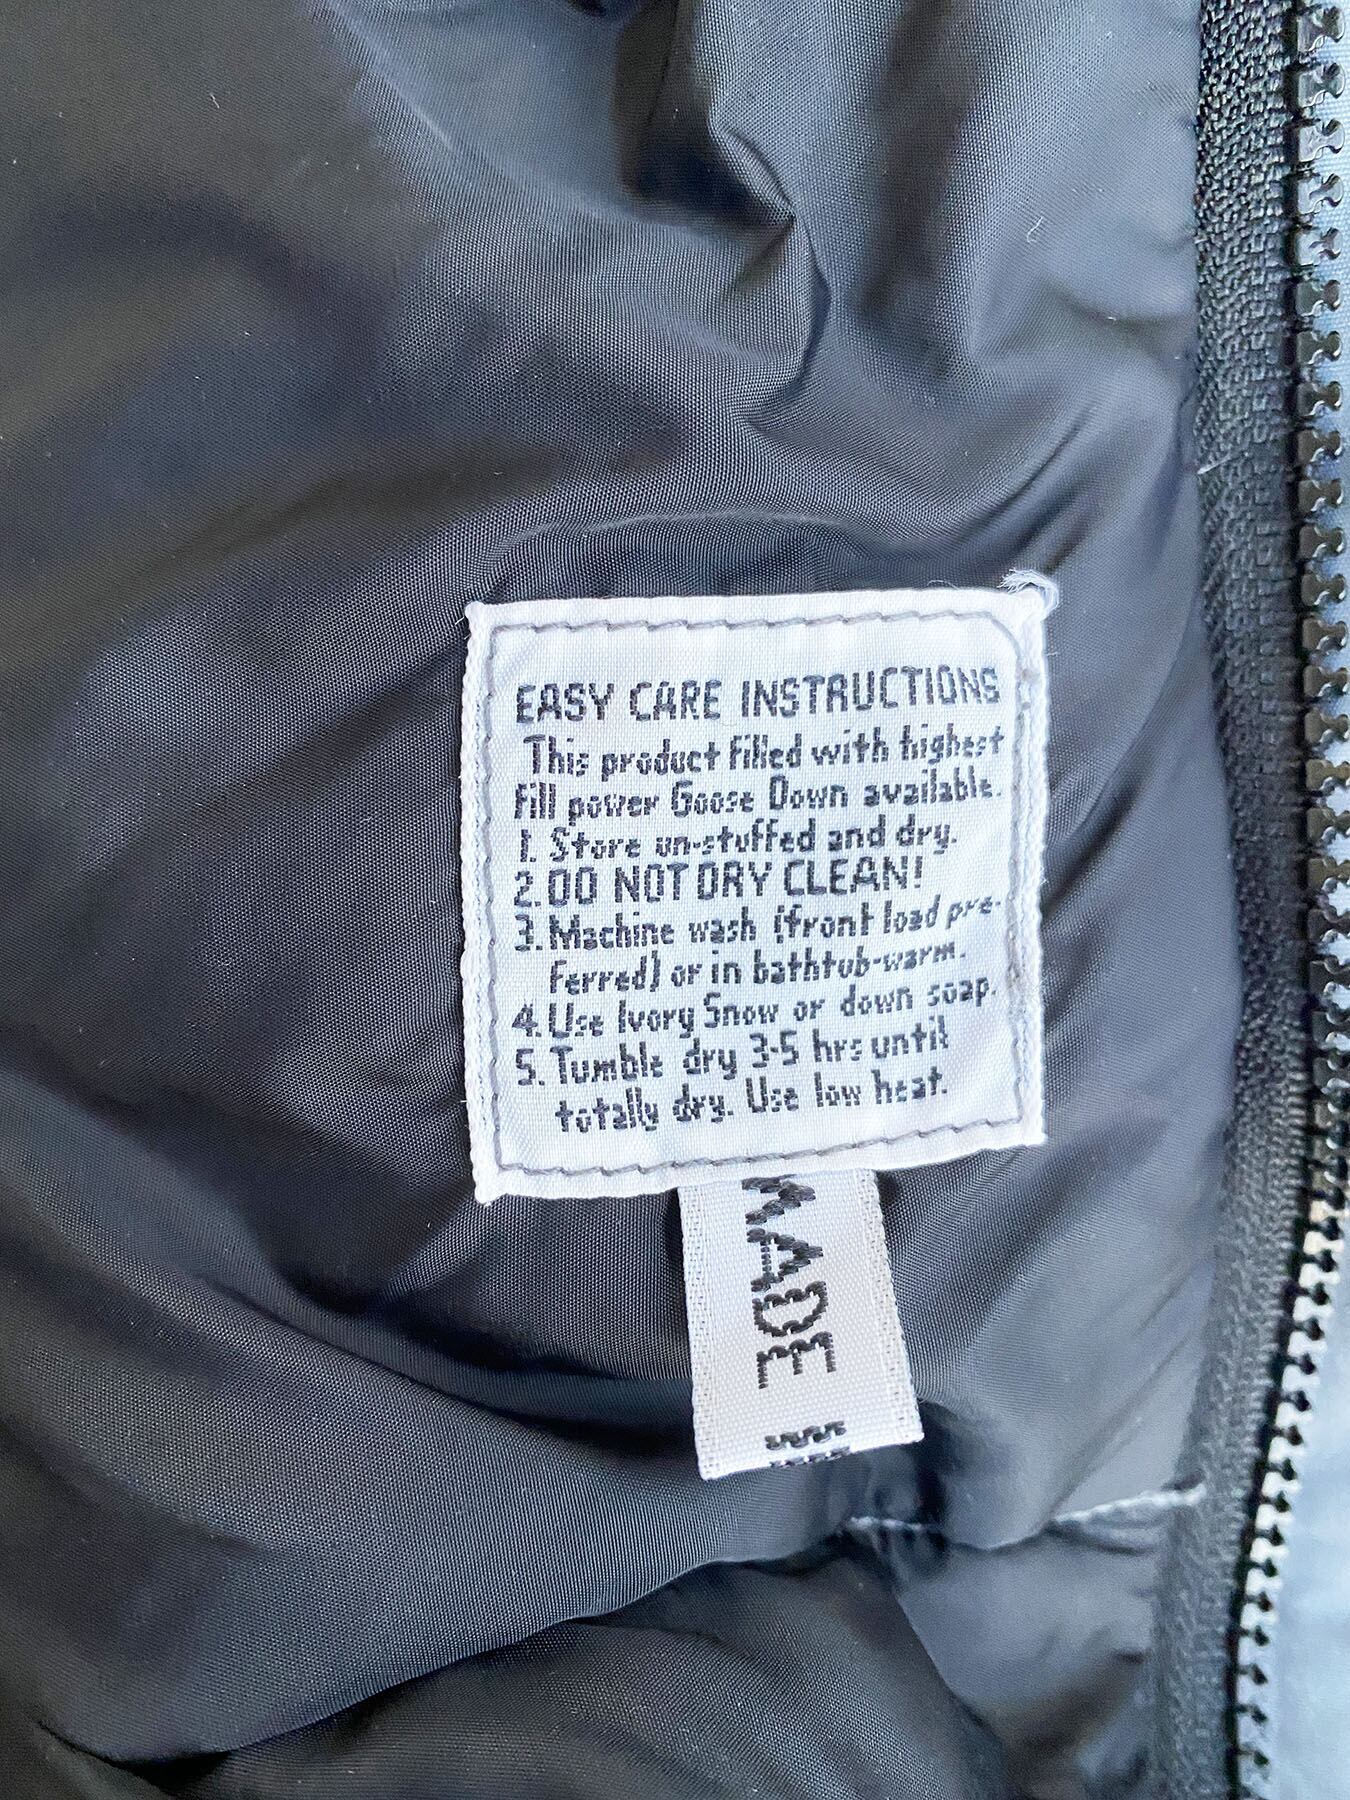 EASY CARE INSTRUCTIONS
This product filled with highest
fill power Goose Down available.
1. Store un-stuffed and dry.
2. DO NOT DRY CLEAN!
3. Machine wash (front load pre-
ferred) or in bathtub-warm.
4. Use Ivory Snow or down soap.
5. Tumble dry 3-5 hrs until
totally dry. Use low heat.
MADE